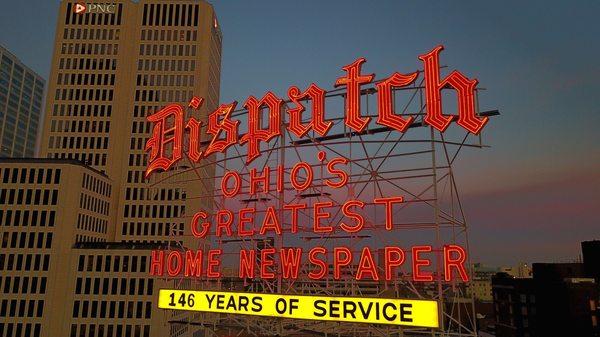 PNC
Dispatch
OHIO'S
GREATEST
HOME NEWSPAPER
146 YEARS OF SERVICE